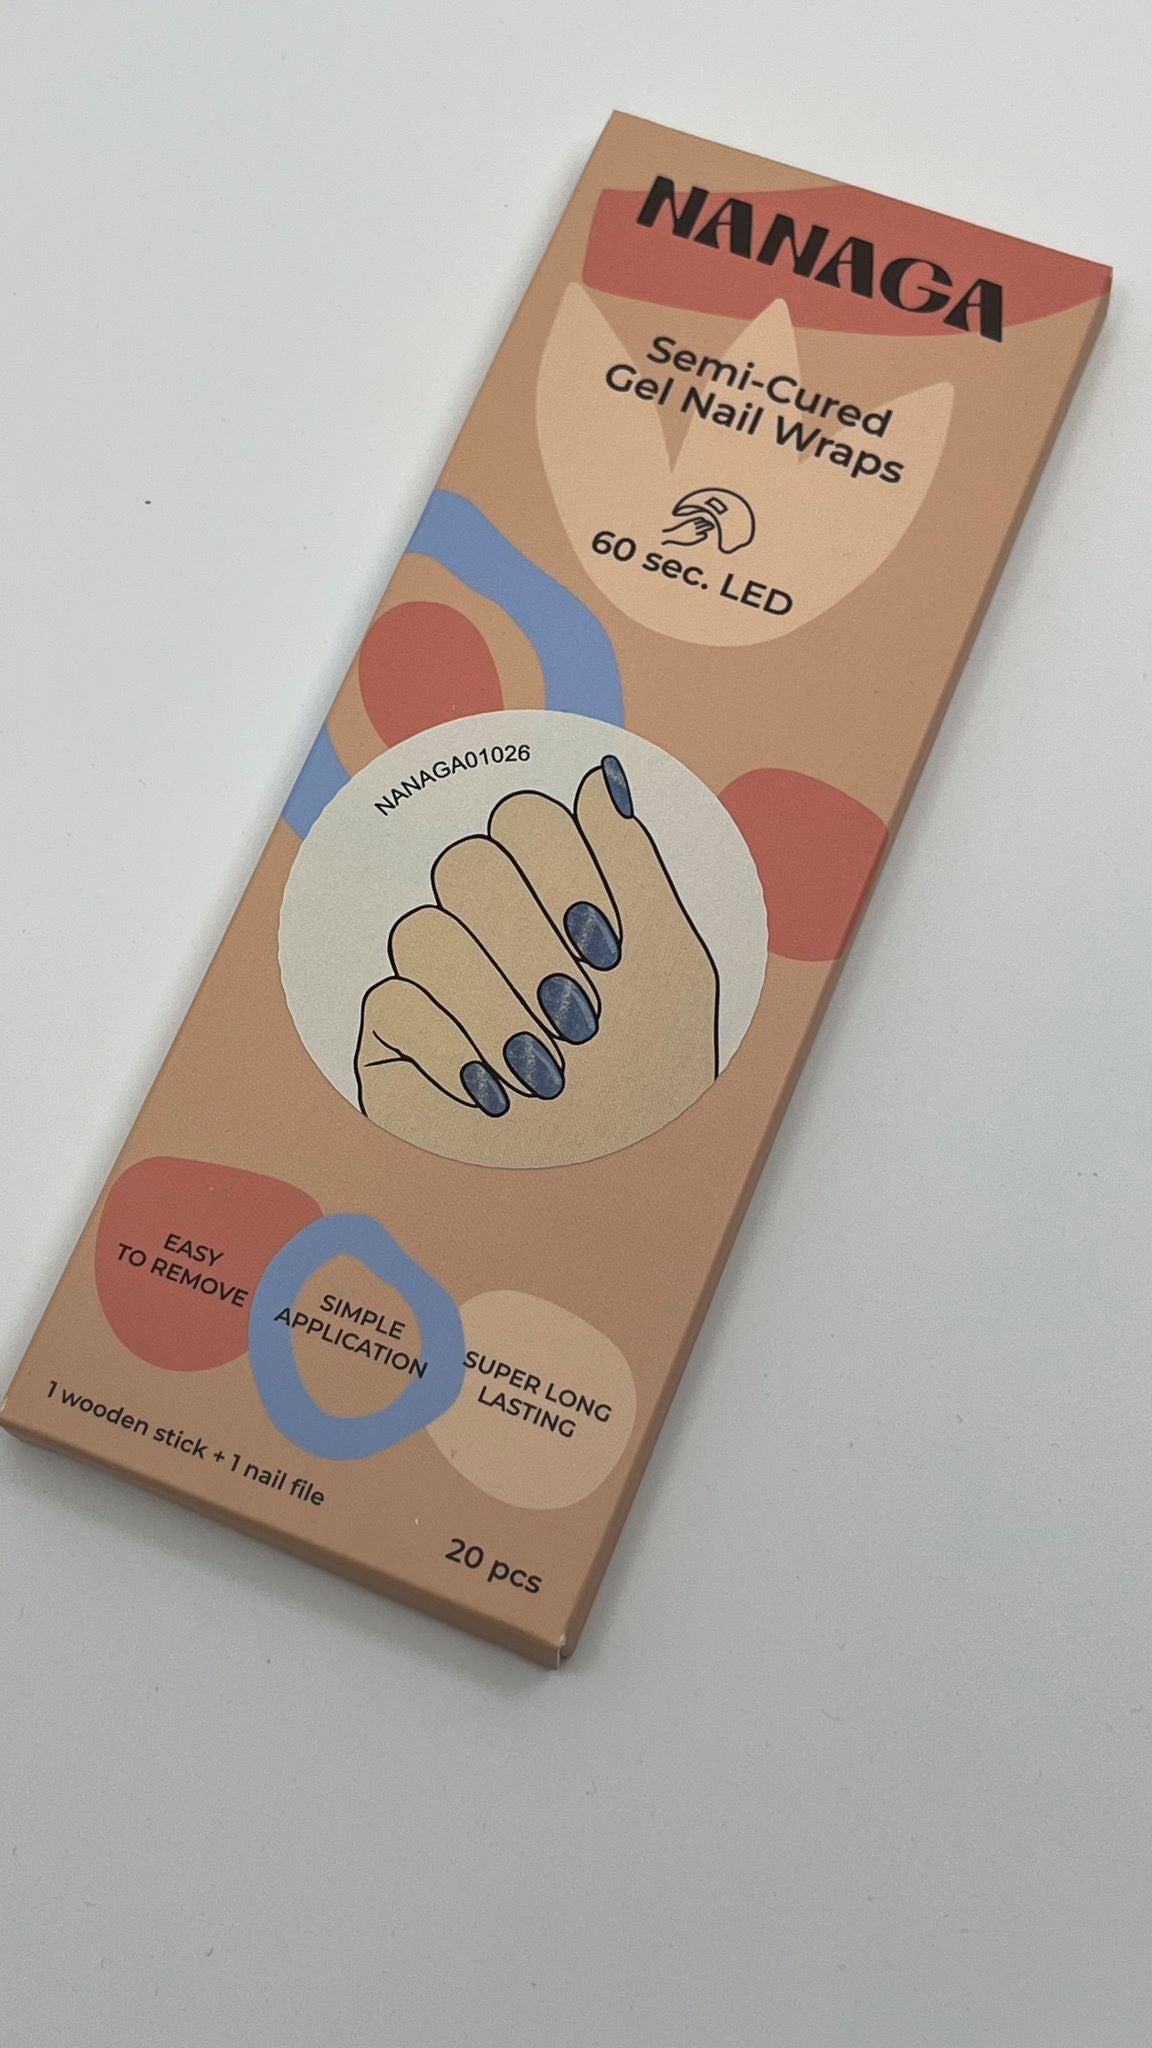 NANAGA
Semi-Cured
Gel Nail Wraps
60 sec. LED
NANAGA01026
EASY
TO REMOVE
SIMPLE
APPLICATION
SUPER LONG
LASTING
1 wooden stick + 1 nail file
20 pcs